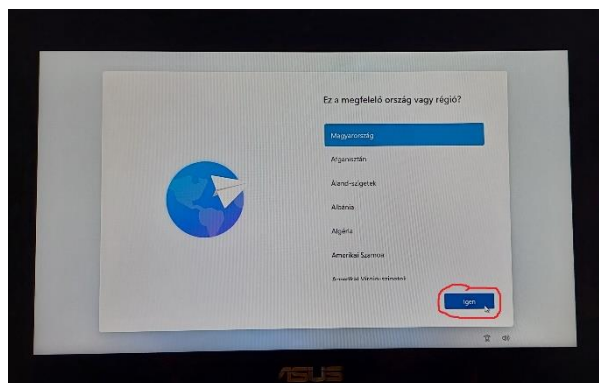 Ez a megfelelő ország vagy régió?
Magyarország
Afganisztán
Åland-szigetek
Albánia
Algéria
Amerikai Szamoa
Igen
ASUS